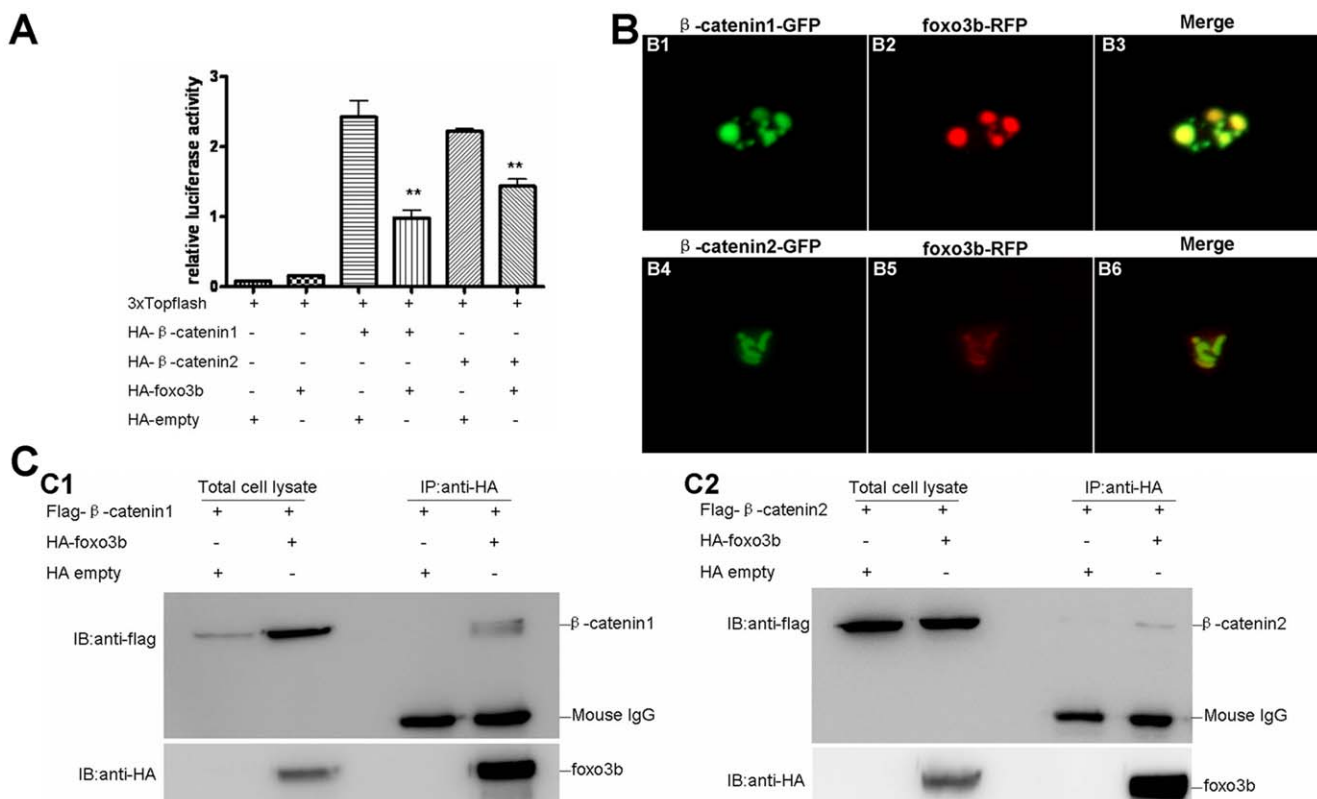 A
relative luciferase activity
3
2
1
0
**
**
3xTopflash + + + + + +
HA-β-catenin1 - - + + - -
HA-β-catenin2 - - - - + +
HA-foxo3b - + - + - +
HA-empty + - + - + -
B
β-catenin1-GFP foxo3b-RFP Merge
B1 B2 B3
β-catenin2-GFP foxo3b-RFP Merge
B4 B5 B6
C
C1
Total cell lysate IP:anti-HA
Flag-β-catenin1 + + + +
HA-foxo3b - + - +
HA empty + - + -
IB:anti-flag
β-catenin1
Mouse IgG
IB:anti-HA
foxo3b
C2
Total cell lysate IP:anti-HA
Flag-β-catenin2 + + + +
HA-foxo3b - + - +
HA empty + - + -
IB:anti-flag
β-catenin2
Mouse IgG
IB:anti-HA
foxo3b